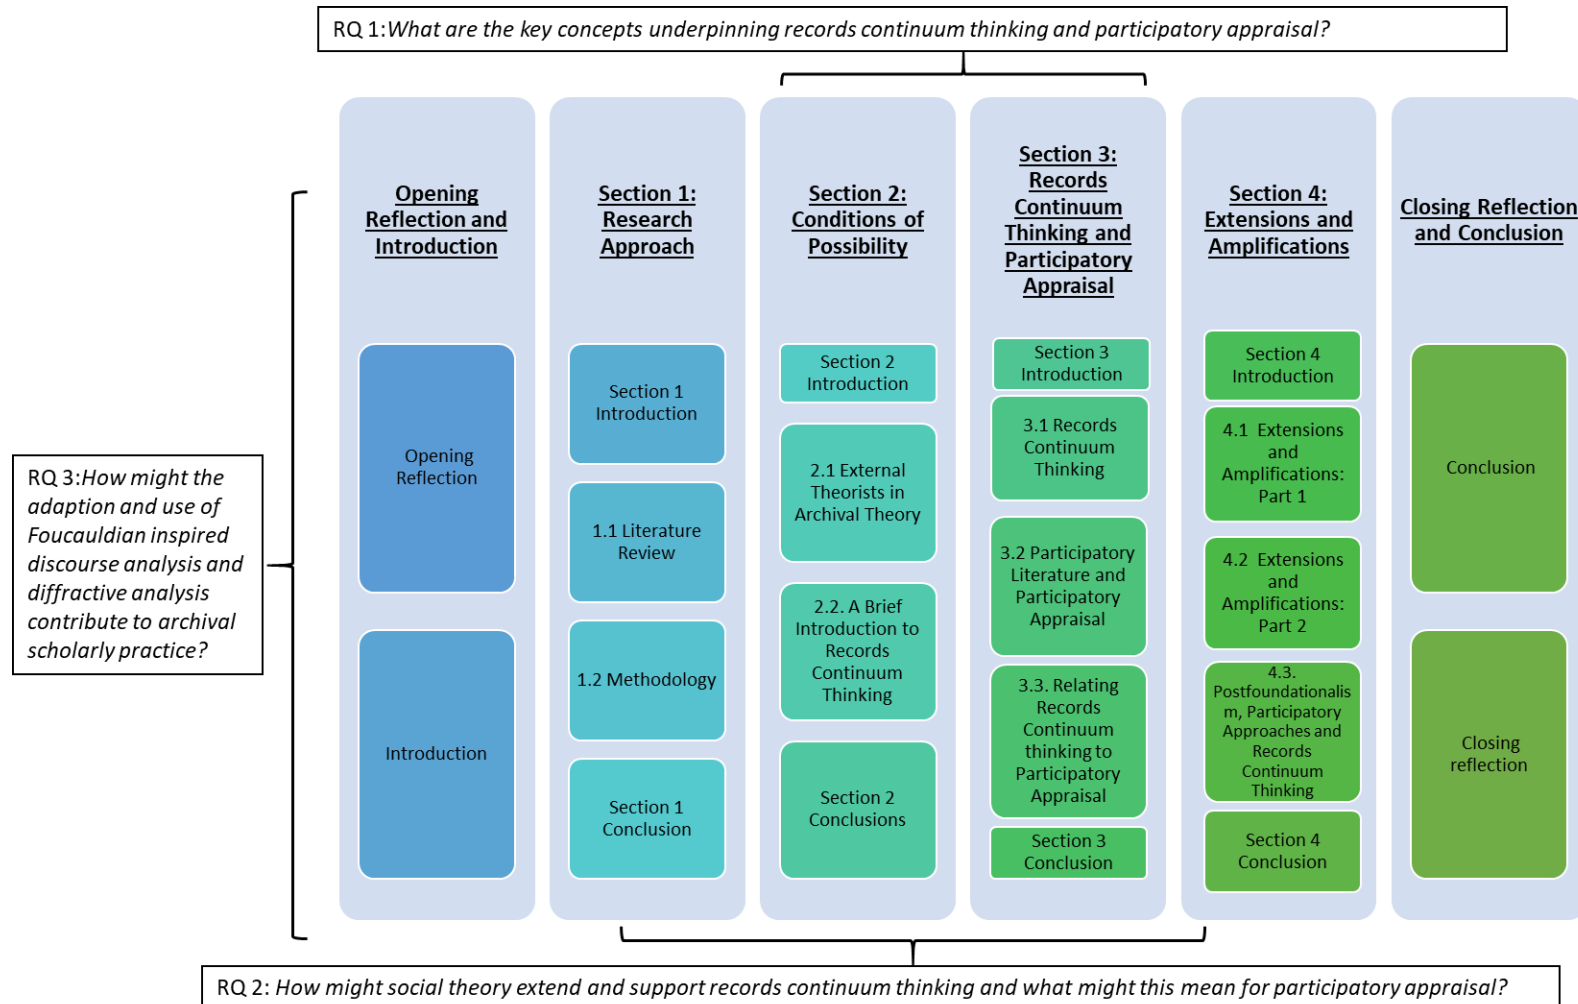 RQ 1:What are the key concepts underpinning records continuum thinking and participatory appraisal?
Opening
Reflection and
Introduction
Opening
Reflection
Introduction
Section 1:
Research
Approach
Section 1
Introduction
1.1 Literature
Review
1.2 Methodology
Section 1
Conclusion
Section 2:
Conditions of
Possibility
Section 2
Introduction
2.1 External
Theorists in
Archival Theory
2.2. A Brief
Introduction to
Records
Continuum
Thinking
Section 2
Conclusions
Section 3:
Records
Continuum
Thinking and
Participatory
Appraisal
Section 3
Introduction
3.1 Records
Continuum
Thinking
3.2 Participatory
Literature and
Participatory
Appraisal
3.3. Relating
Records
Continuum
thinking to
Participatory
Appraisal
Section 3
Conclusion
Section 4:
Extensions and
Amplifications
Section 4
Introduction
4.1 Extensions
and
Amplifications:
Part 1
4.2 Extensions
and
Amplifications:
Part 2
4.3.
Postfoundationalis
m, Participatory
Approaches and
Records
Continuum
Thinking
Section 4
Conclusion
Closing Reflection
and Conclusion
Conclusion
Closing
reflection
RQ 3:How might the
adaption and use of
Foucauldian inspired
discourse analysis and
diffractive analysis
contribute to archival
scholarly practice?
RQ 2: How might social theory extend and support records continuum thinking and what might this mean for participatory appraisal?